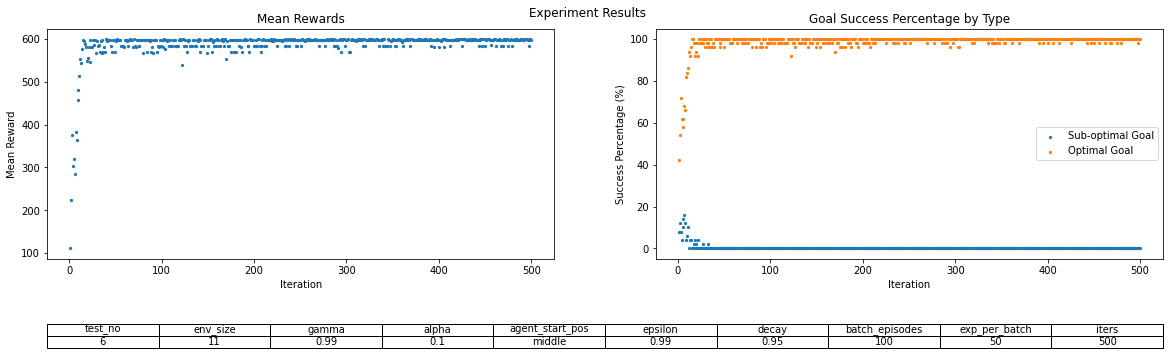 Experiment Results
Mean Rewards
Mean Reward
600
500
400
300
200
100
0 100 200 300 400 500
Iteration
Goal Success Percentage by Type
Success Percentage (%)
100
80
60
40
20
0
0 100 200 300 400 500
Iteration
Sub-optimal Goal
Optimal Goal
test_no env_size gamma alpha agent_start_pos epsilon decay batch_episodes exp_per_batch iters
6 11 0.99 0.1 middle 0.99 0.95 100 50 500